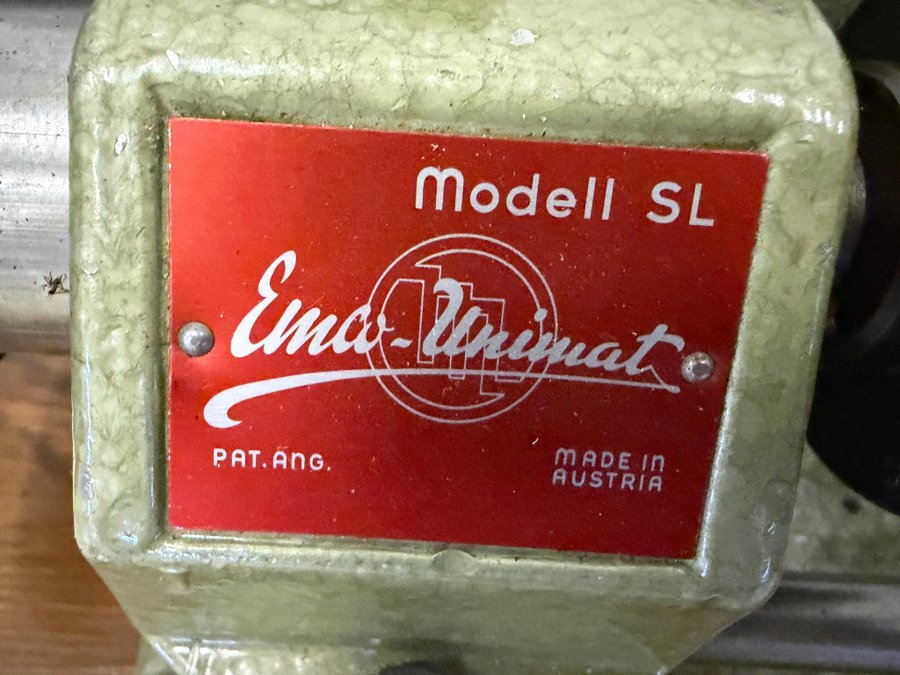 Modell SL
Emco-Unimat
PAT. ANG.
MADE IN
AUSTRIA